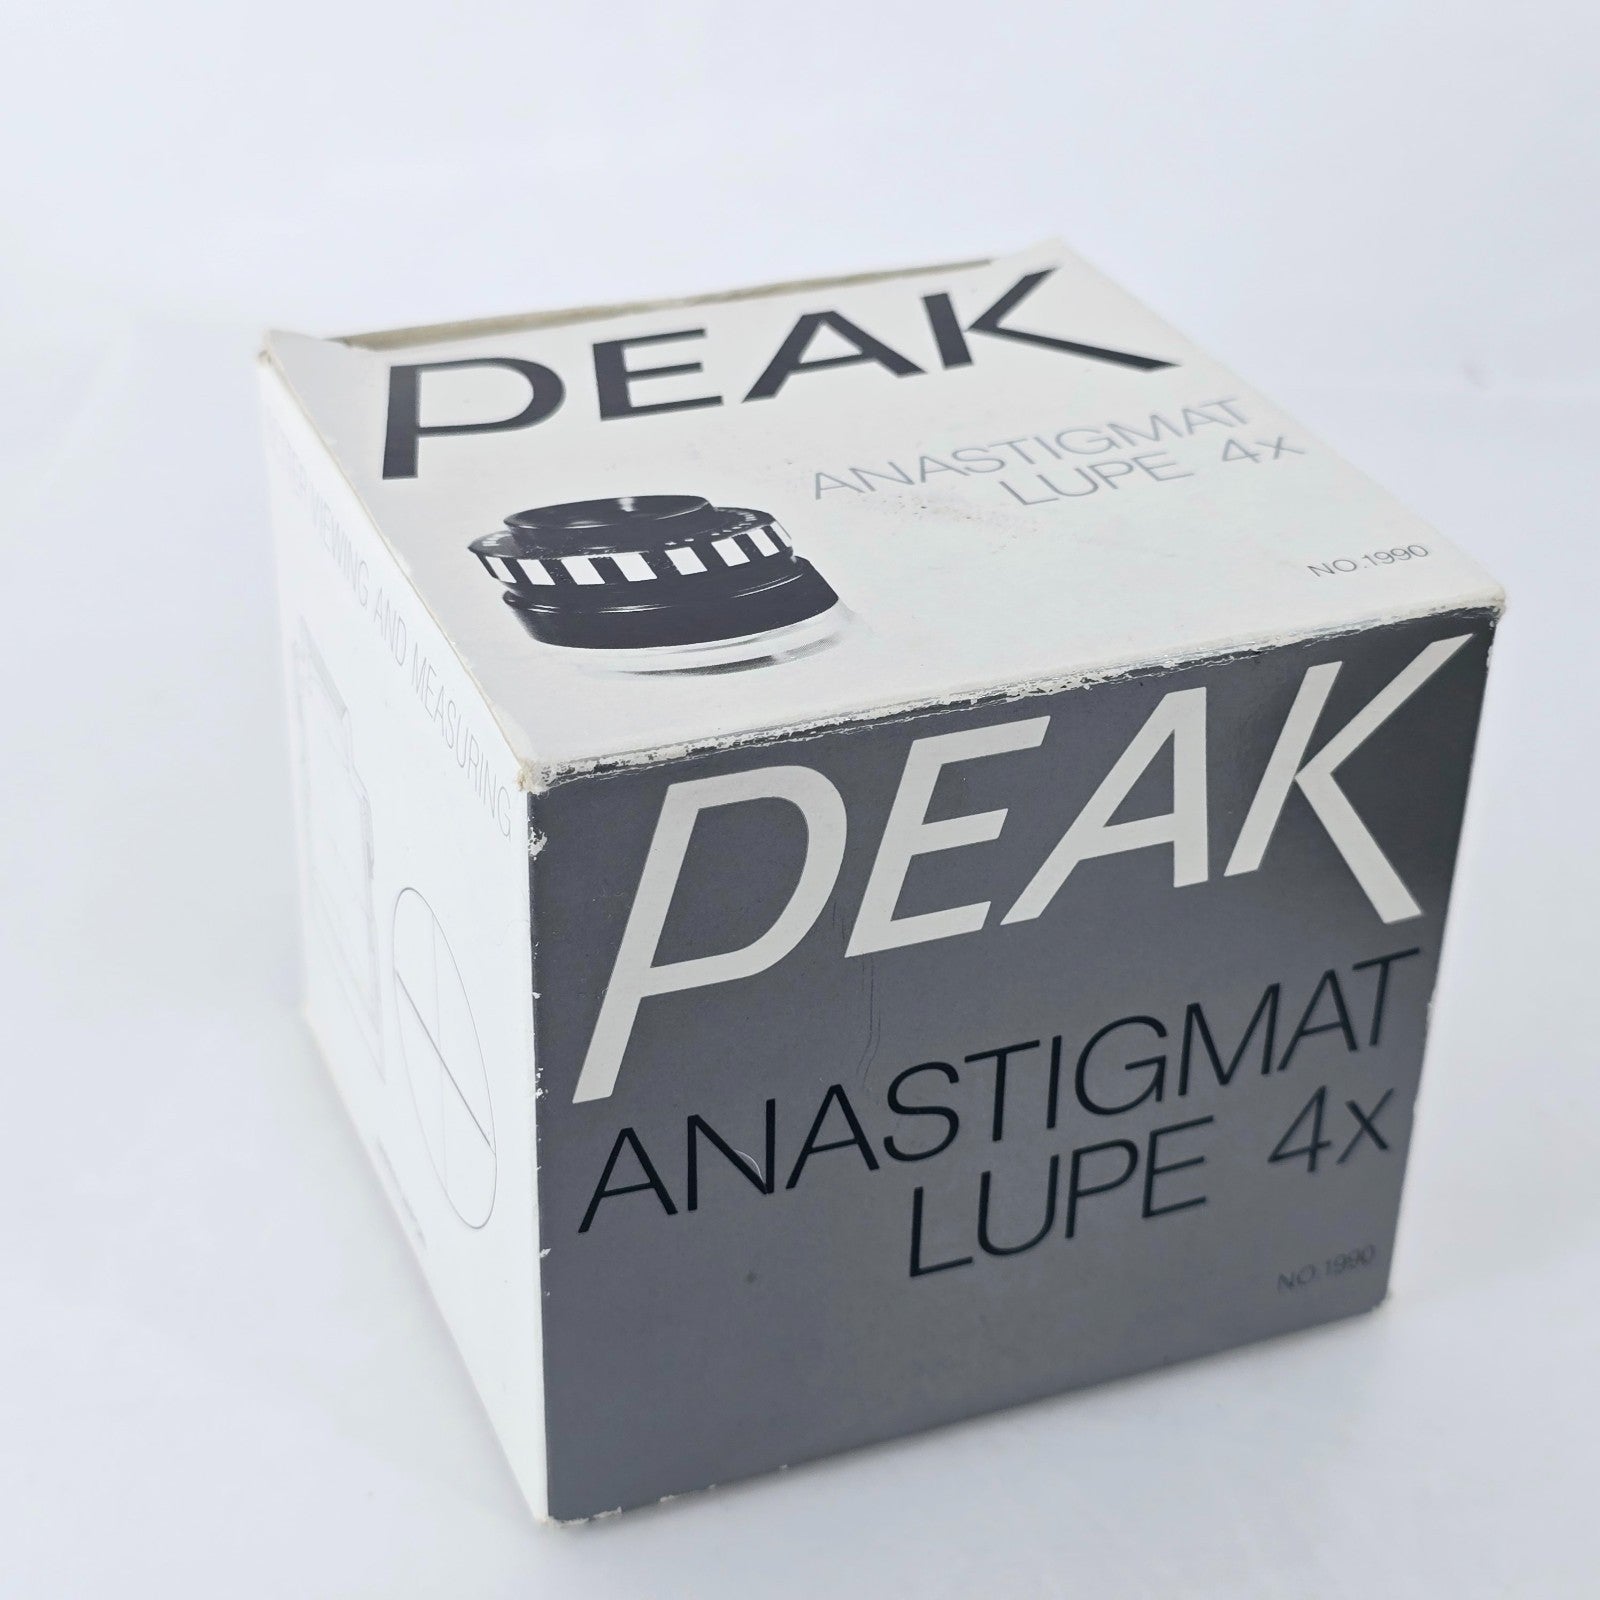 PEAK
ANASTIGMAT
LUPE 4x
NO.1990
VIEWING AND MEASURING
PEAK
ANASTIGMAT
LUPE 4x
NO.1990